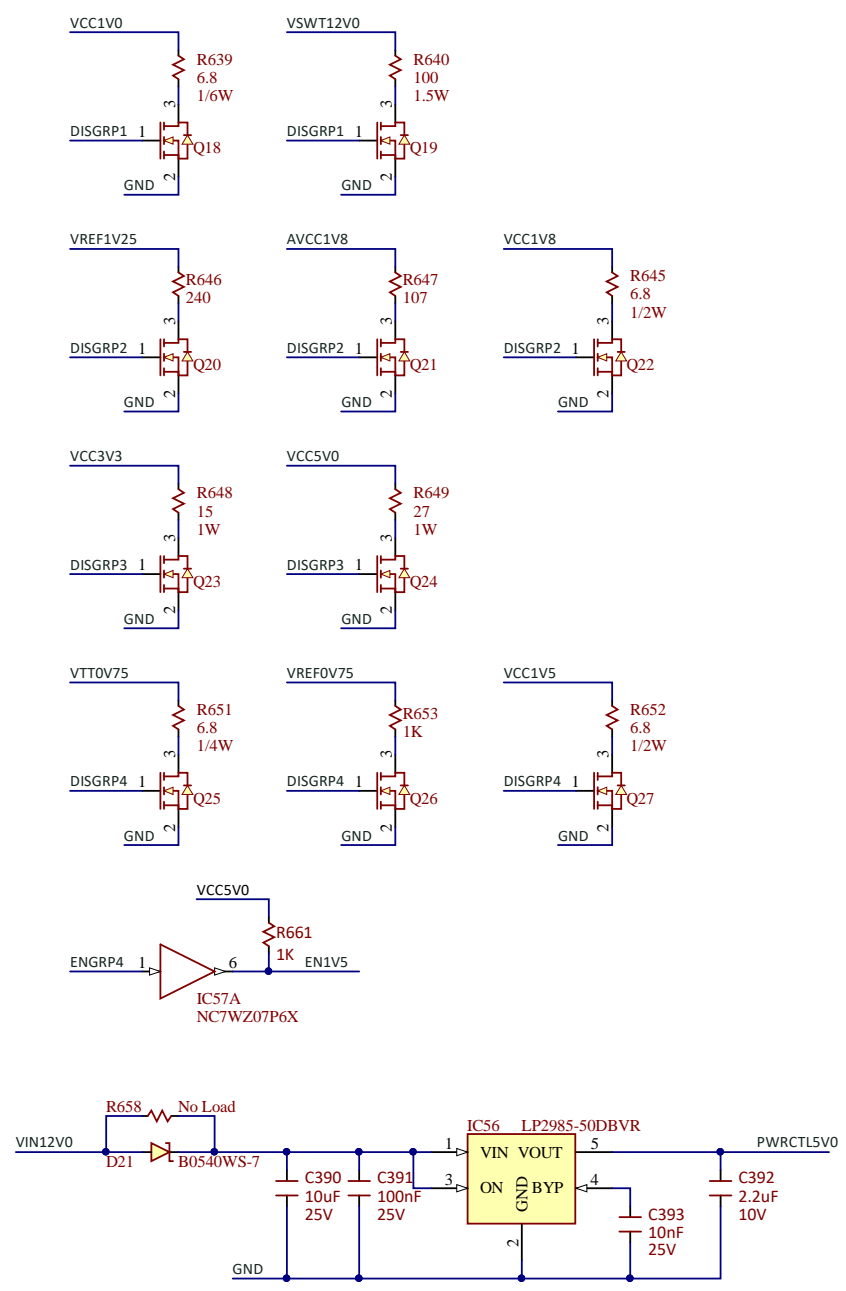 VCC1V0
R639
6.8
1/6W
3
DISGRP1 1
Q18
2
GND
VSWT12V0
R640
100
1.5W
3
DISGRP1 1
Q19
2
GND
VREF1V25
R646
240
3
DISGRP2 1
Q20
2
GND
AVCC1V8
R647
107
3
DISGRP2 1
Q21
2
GND
VCC1V8
R645
6.8
1/2W
3
DISGRP2 1
Q22
2
GND
VCC3V3
R648
15
1W
3
DISGRP3 1
Q23
2
GND
VCC5V0
R649
27
1W
3
DISGRP3 1
Q24
2
GND
VTT0V75
R651
6.8
1/4W
3
DISGRP4 1
Q25
2
GND
VREF0V75
R653
1K
3
DISGRP4 1
Q26
2
GND
VCC1V5
R652
6.8
1/2W
3
DISGRP4 1
Q27
2
GND
VCC5V0
R661
1K
ENGRP4 1 6 EN1V5
IC57A
NC7WZ07P6X
R658 No Load
VIN12V0
D21 B0540WS-7
C390
10uF
25V
C391
100nF
25V
IC56 LP2985-50DBVR
1 VIN VOUT 5
3 ON BYP 4
GND
2
PWRCTL5V0
C392
2.2uF
10V
C393
10nF
25V
GND